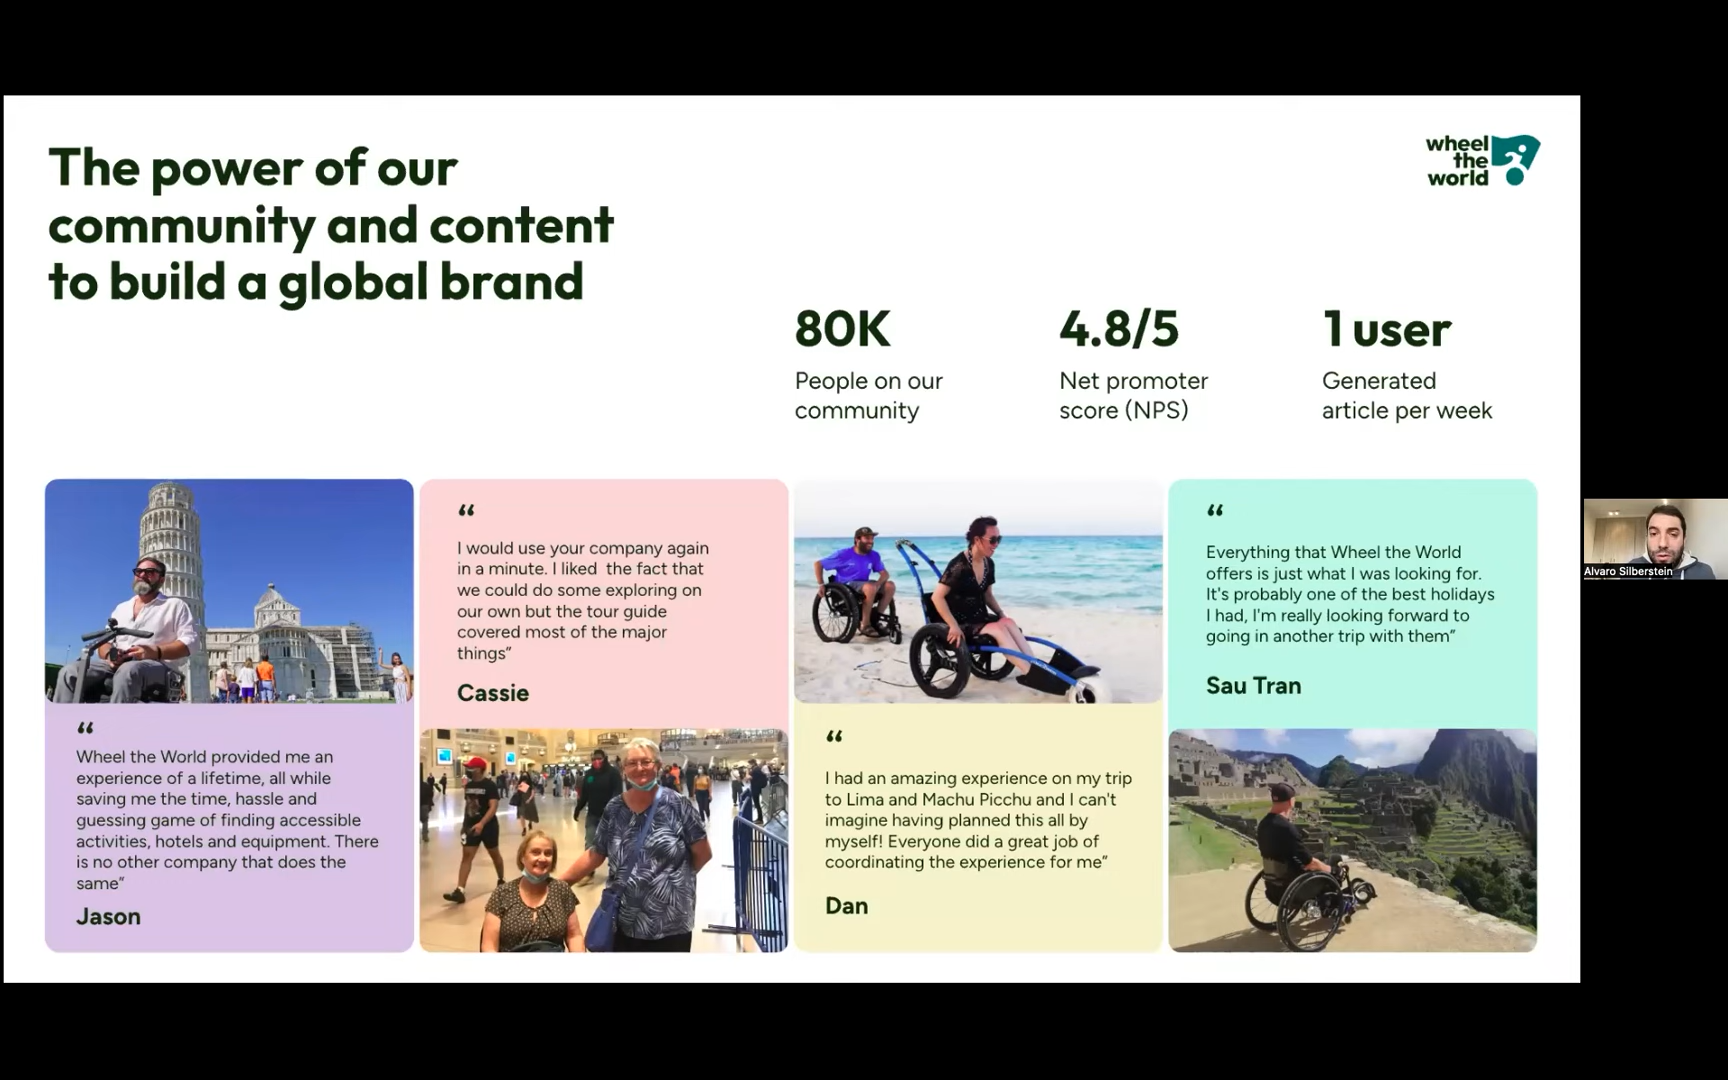 The power of our
community and content
to build a global brand
wheel
the
world
80K
People on our
community
4.8/5
Net promoter
score (NPS)
1 user
Generated
article per week
“
Wheel the World provided me an
experience of a lifetime, all while
saving me the time, hassle and
guessing game of finding accessible
activities, hotels and equipment. There
is no other company that does the
same”
Jason
“
I would use your company again
in a minute. I liked  the fact that
we could do some exploring on
our own but the tour guide
covered most of the major
things”
Cassie
“
I had an amazing experience on my trip
to Lima and Machu Picchu and I can't
imagine having planned this all by
myself! Everyone did a great job of
coordinating the experience for me”
Dan
“
Everything that Wheel the World
offers is just what I was looking for.
It's probably one of the best holidays
I had, I'm really looking forward to
going in another trip with them”
Sau Tran
Alvaro Silberstein